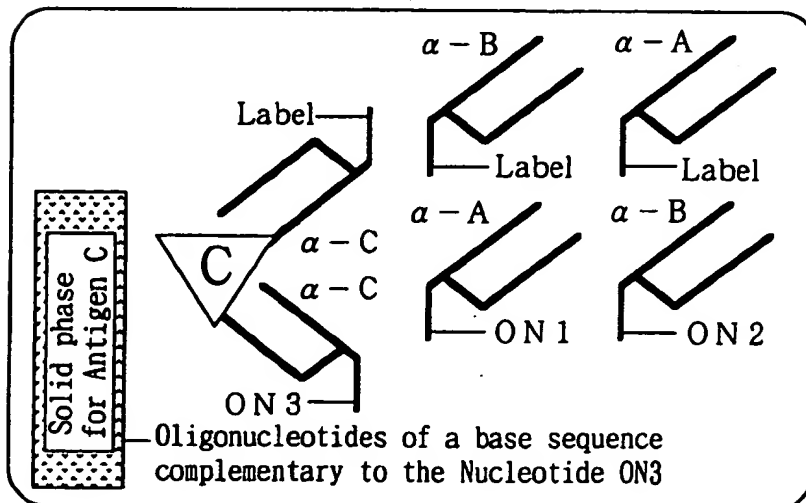 α-B
α-A
Label
Label
Label
α-C
α-A
α-B
C
α-C
ON1
ON2
ON3
Solid phase
for Antigen C
Oligonucleotides of a base sequence
complementary to the Nucleotide ON3